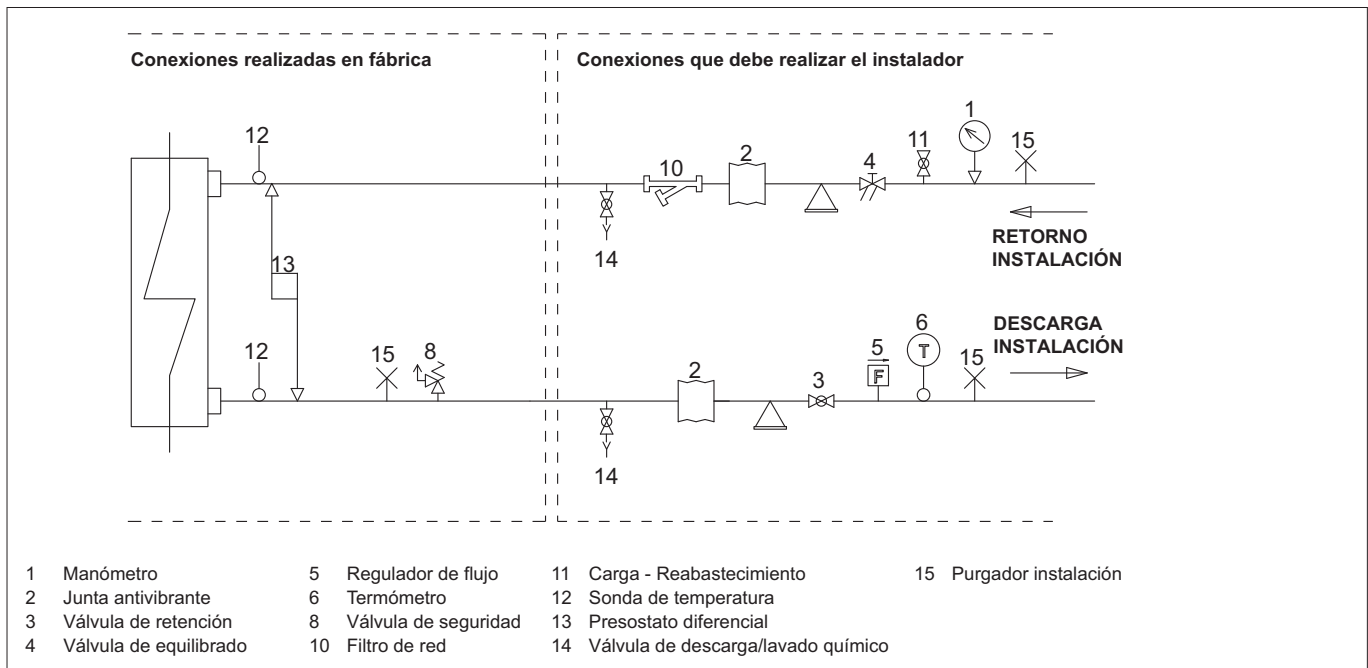 Conexiones realizadas en fábrica
Conexiones que debe realizar el instalador
12
10
2
4
11
1
15
13
14
RETORNO
INSTALACIÓN
12
15
8
2
3
5
F
6
T
15
14
DESCARGA
INSTALACIÓN
1 Manómetro
2 Junta antivibrante
3 Válvula de retención
4 Válvula de equilibrado
5 Regulador de flujo
6 Termómetro
8 Válvula de seguridad
10 Filtro de red
11 Carga - Reabastecimiento
12 Sonda de temperatura
13 Presostato diferencial
14 Válvula de descarga/lavado químico
15 Purgador instalación